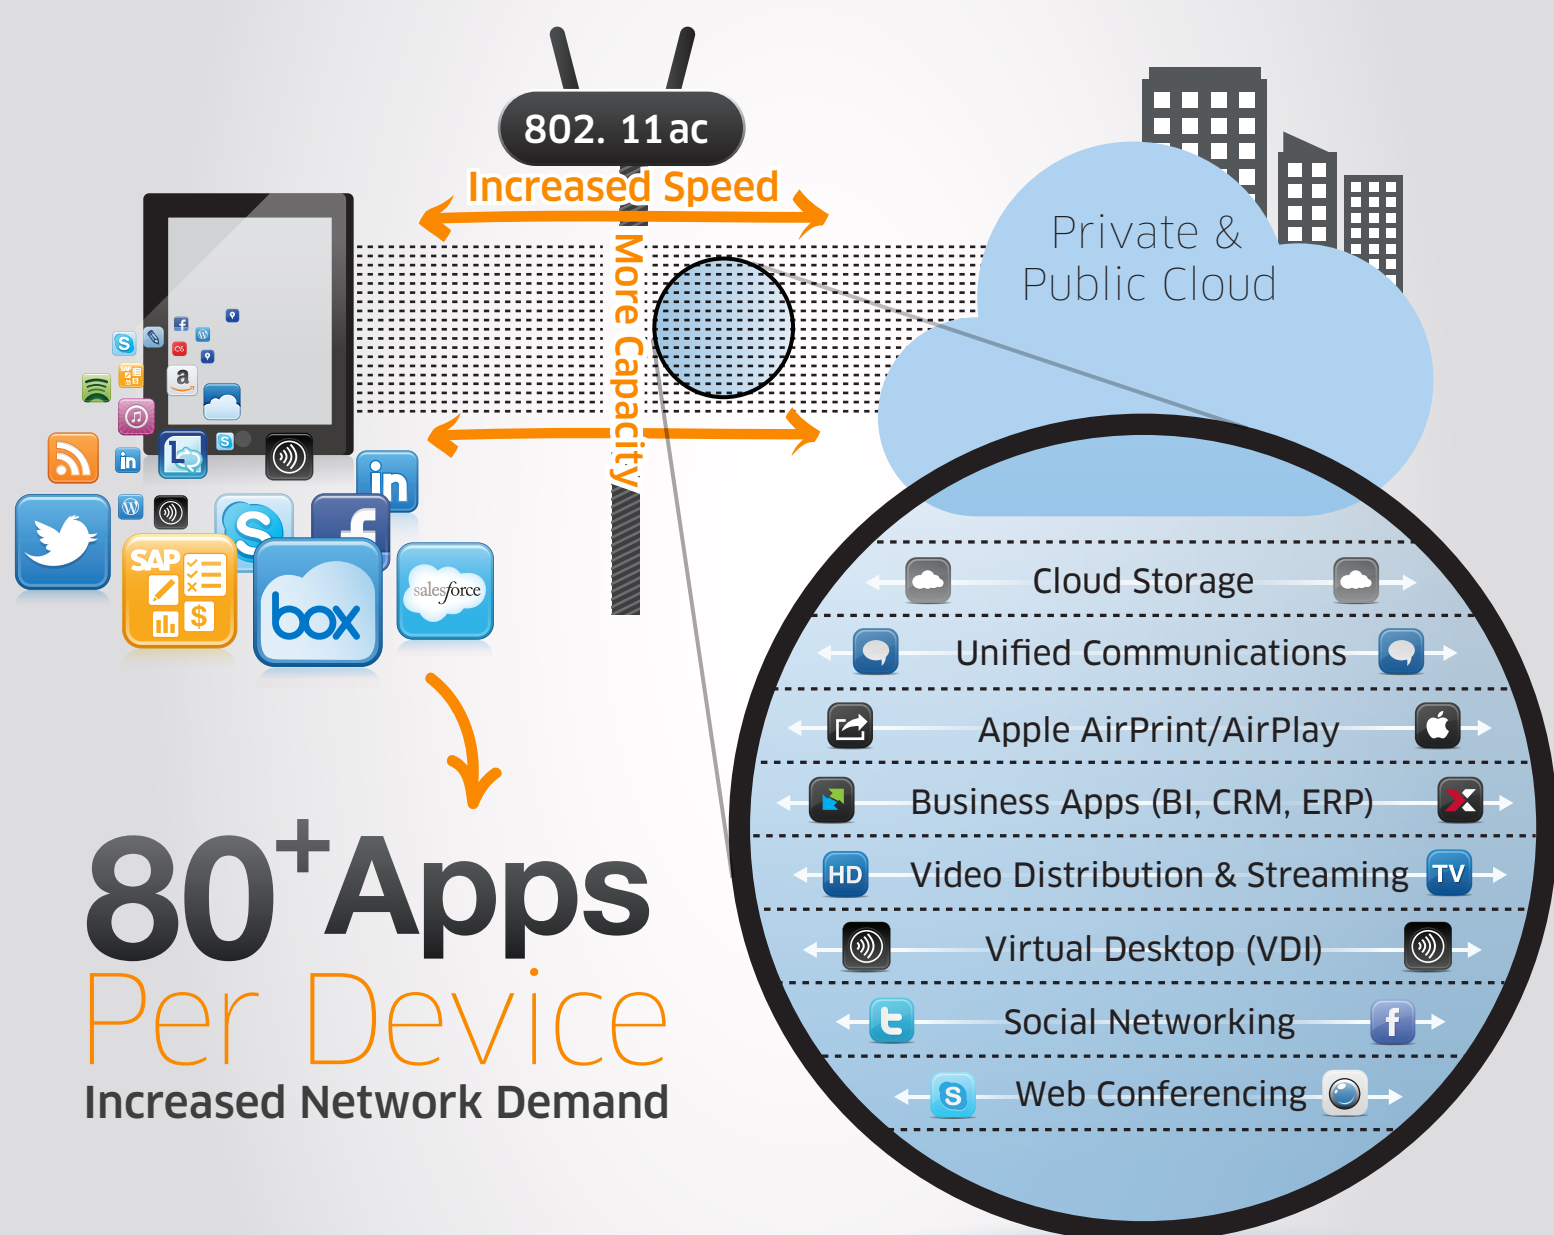 802. 11ac
Increased Speed
More Capacity
Private &
Public Cloud
SAP
box
salesforce
in
f
S
a
80+Apps
Per Device
Increased Network Demand
Cloud Storage
Unified Communications
Apple AirPrint/AirPlay
Business Apps (BI, CRM, ERP)
HD Video Distribution & Streaming TV
Virtual Desktop (VDI)
t Social Networking f
S Web Conferencing